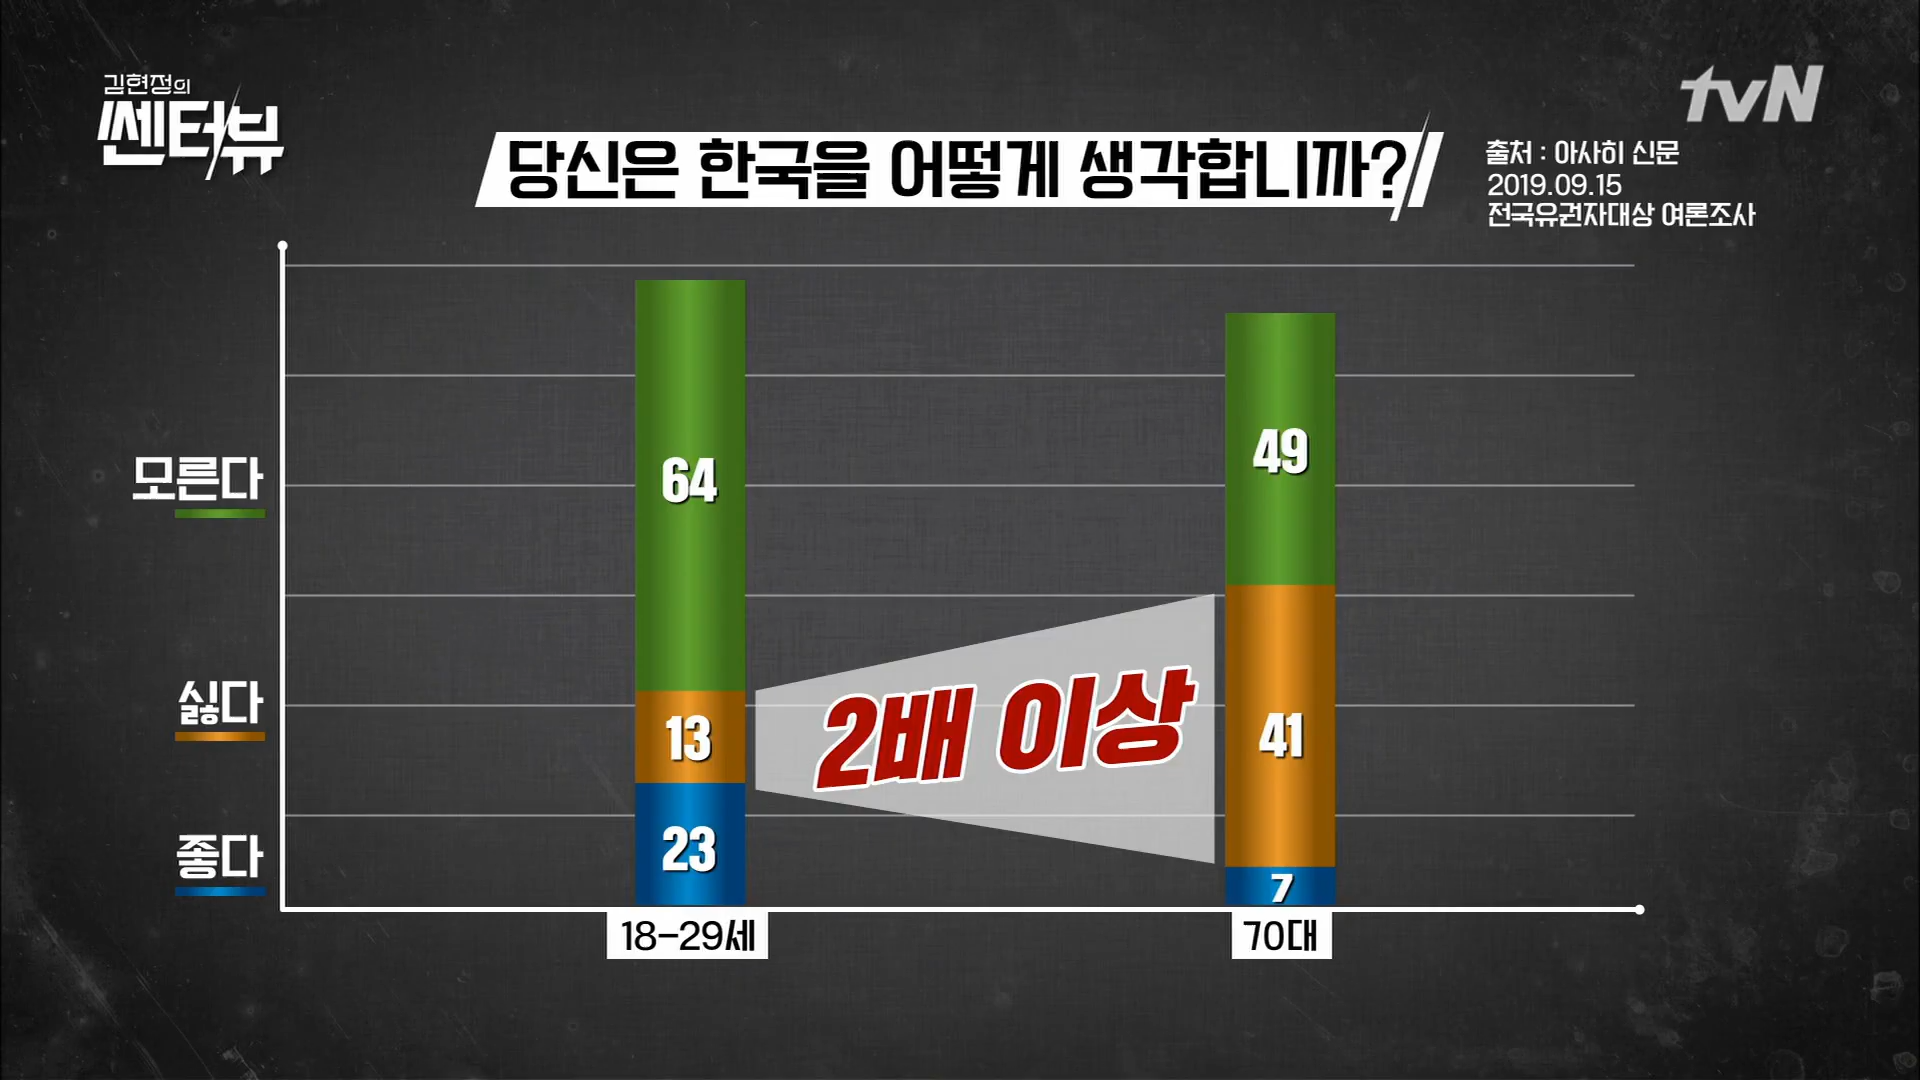 김현정의
쎈터뷰
tvN
당신은 한국을 어떻게 생각합니까?
출처 : 아사히 신문
2019.09.15
전국유권자대상 여론조사
모른다
싫다
좋다
64
13
23
2배 이상
49
41
7
18-29세
70대